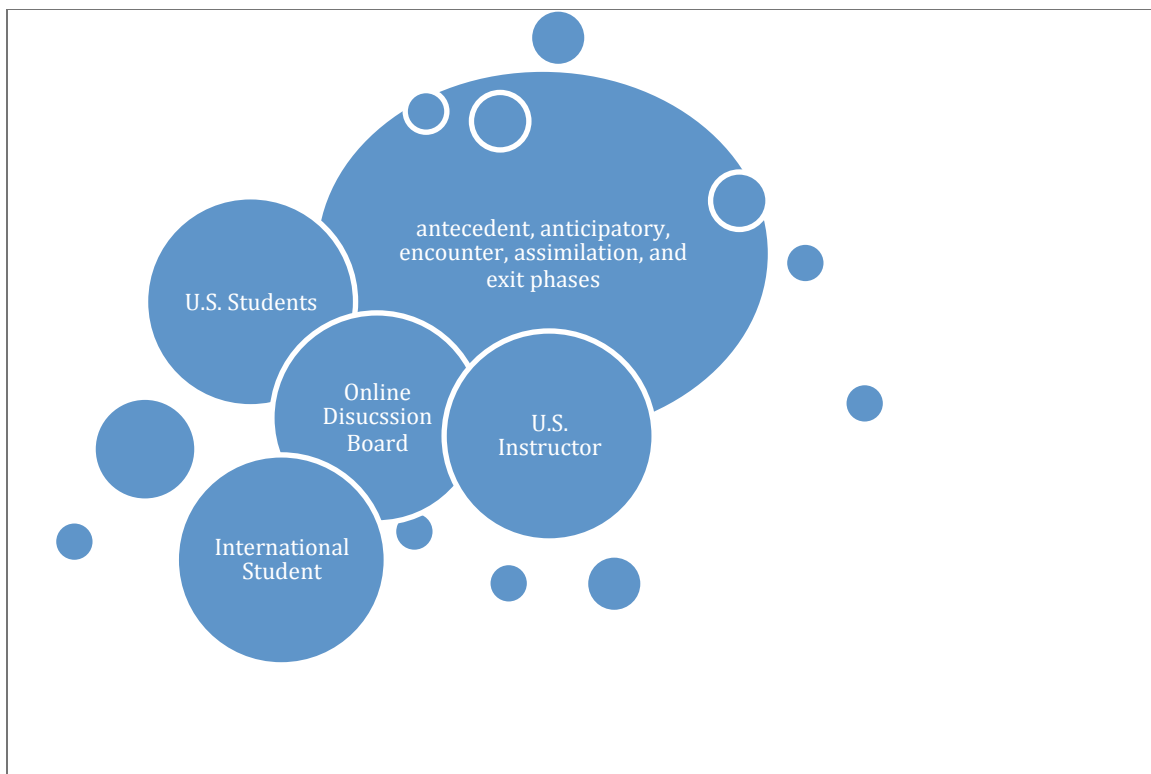 antecedent, anticipatory,
encounter, assimilation, and
exit phases
U.S. Students
Online
Disucssion
Board
U.S.
Instructor
International
Student